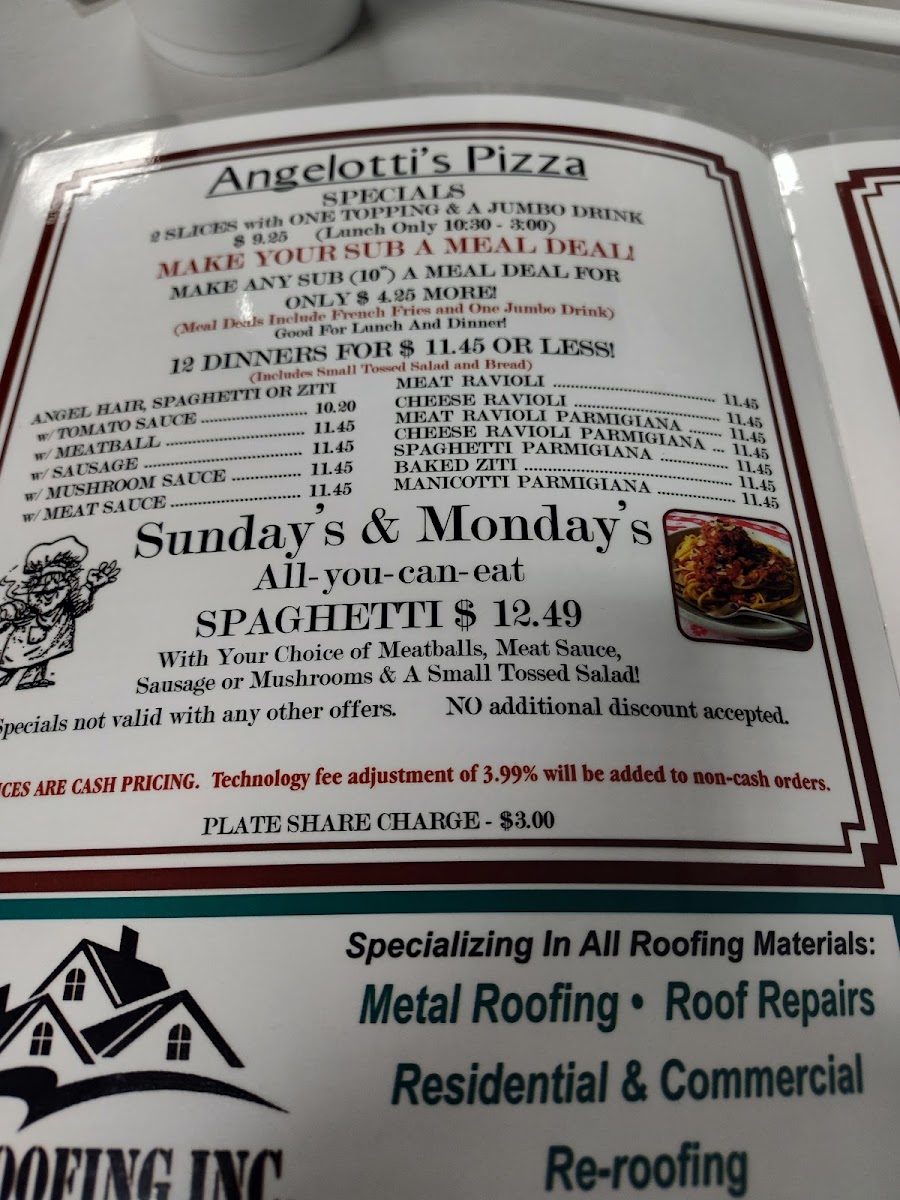 Angelotti's Pizza
SPECIALS
2 SLICES with ONE TOPPING & A JUMBO DRINK
$ 9.25 (Lunch Only 10:30 - 3:00)
MAKE YOUR SUB A MEAL DEAL!
MAKE ANY SUB (10") A MEAL DEAL FOR
ONLY $ 4.25 MORE!
(Meal Deals Include French Fries and One Jumbo Drink)
Good For Lunch And Dinner!
12 DINNERS FOR $ 11.45 OR LESS!
(Includes Small Tossed Salad and Bread)
ANGEL HAIR, SPAGHETTI OR ZITI
w/ TOMATO SAUCE ........................ 10.20
w/ MEATBALL ................................ 11.45
w/ SAUSAGE .................................. 11.45
w/ MUSHROOM SAUCE ............... 11.45
w/ MEAT SAUCE ............................ 11.45
MEAT RAVIOLI .................................... 11.45
CHEESE RAVIOLI ................................ 11.45
MEAT RAVIOLI PARMIGIANA ....... 11.45
CHEESE RAVIOLI PARMIGIANA ... 11.45
SPAGHETTI PARMIGIANA ............... 11.45
BAKED ZITI .......................................... 11.45
MANICOTTI PARMIGIANA ................ 11.45
Sunday's & Monday's
All-you-can-eat
SPAGHETTI $ 12.49
With Your Choice of Meatballs, Meat Sauce,
Sausage or Mushrooms & A Small Tossed Salad!
Specials not valid with any other offers. NO additional discount accepted.
ICES ARE CASH PRICING. Technology fee adjustment of 3.99% will be added to non-cash orders.
PLATE SHARE CHARGE - $3.00
Specializing In All Roofing Materials:
Metal Roofing • Roof Repairs
Residential & Commercial
Re-roofing
OOFING INC.